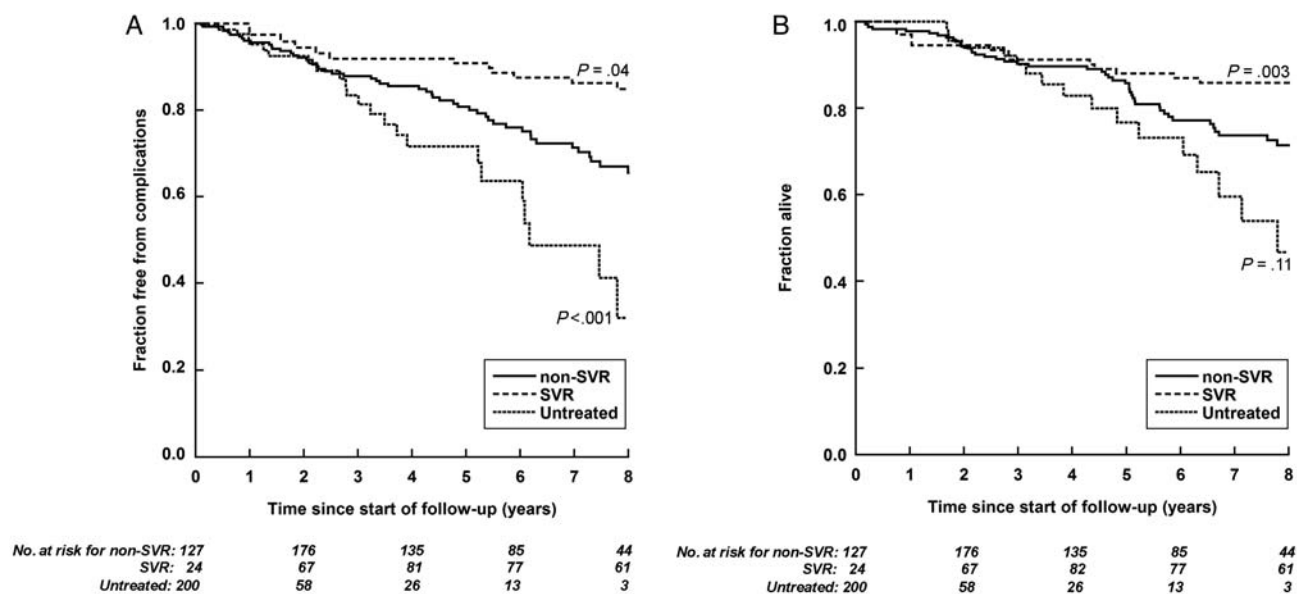 A
1.0
0.8
0.6
0.4
0.2
0.0
Fraction free from complications
P = .04
P<.001
non-SVR
SVR
Untreated
0 1 2 3 4 5 6 7 8
Time since start of follow-up (years)
No. at risk for non-SVR: 127 176 135 85 44
SVR: 24 67 81 77 61
Untreated: 200 58 26 13 3
B
1.0
0.8
0.6
0.4
0.2
0.0
Fraction alive
P = .003
P = .11
non-SVR
SVR
Untreated
0 1 2 3 4 5 6 7 8
Time since start of follow-up (years)
No. at risk for non-SVR: 127 176 135 85 44
SVR: 24 67 82 77 61
Untreated: 200 58 26 13 3